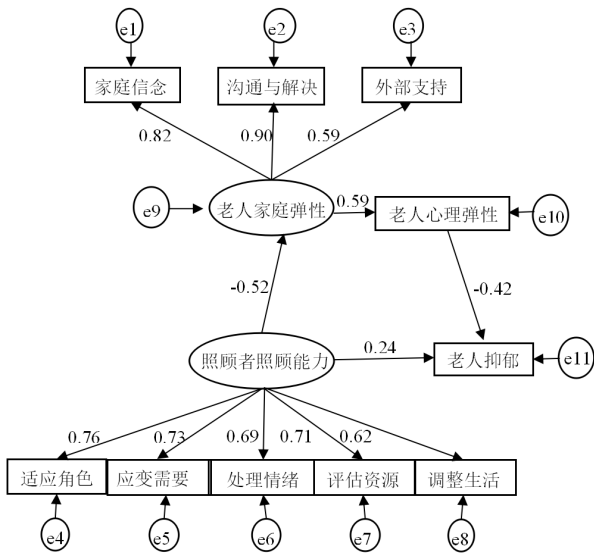 e1
e2
e3
家庭信念
沟通与解决
外部支持
0.82
0.90
0.59
e9
老人家庭弹性
0.59
老人心理弹性
e10
-0.52
-0.42
照顾者照顾能力
0.24
老人抑郁
e11
0.76
0.73
0.69
0.71
0.62
适应角色
应变需要
处理情绪
评估资源
调整生活
e4
e5
e6
e7
e8